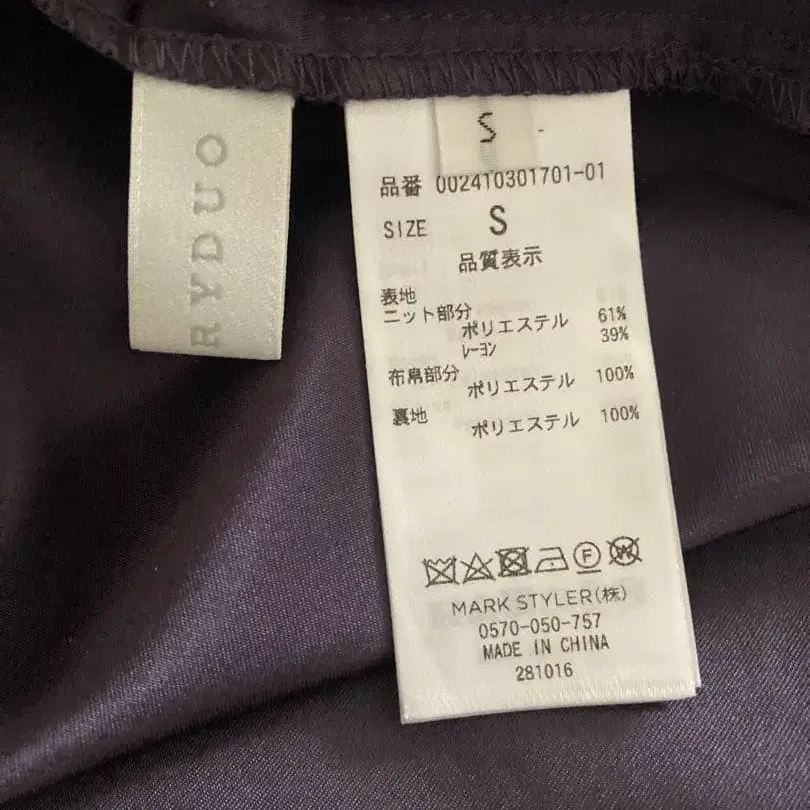 RYDUO
S
品番 002410301701-01
SIZE S
品質表示
表地
ニット部分
ポリエステル 61%
レーヨン 39%
布帛部分
ポリエステル 100%
裏地
ポリエステル 100%
F
W
MARK STYLER(株)
0570-050-757
MADE IN CHINA
281016